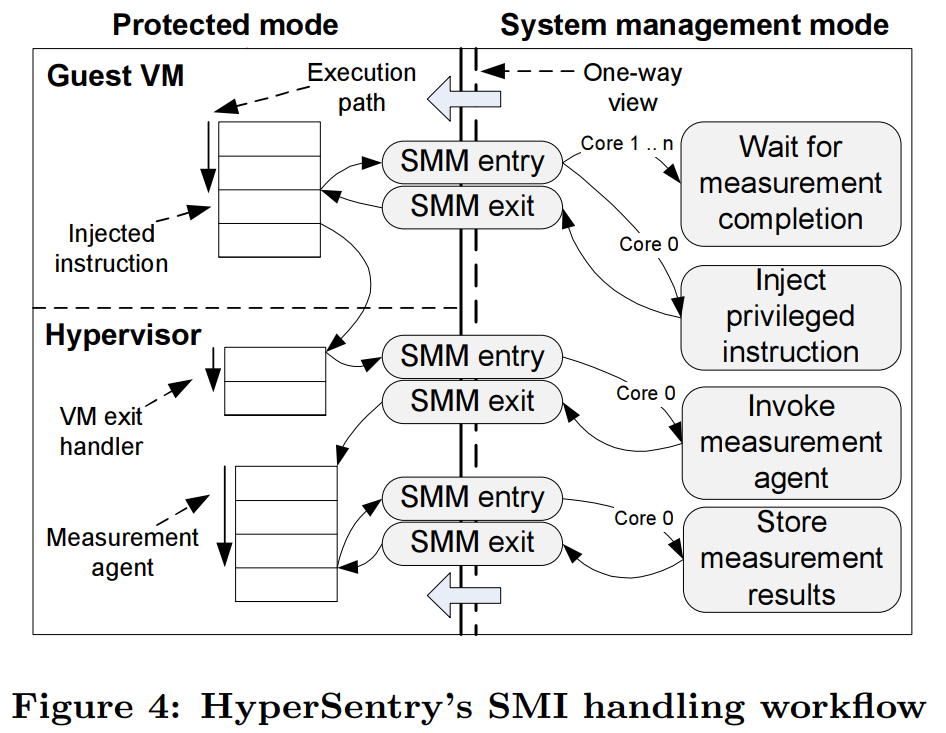 Protected mode
System management mode
Guest VM
Execution
path
One-way
view
SMM entry
SMM exit
Core 1 .. n
Wait for
measurement
completion
Injected
instruction
Core 0
Inject
privileged
instruction
Hypervisor
VM exit
handler
SMM entry
SMM exit
Core 0
Invoke
measurement
agent
Measurement
agent
SMM entry
SMM exit
Core 0
Store
measurement
results
Figure 4: HyperSentry's SMI handling workflow